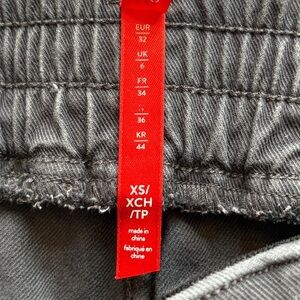 EUR
32
UK
6
FR
34
36
KR
44
XS/
XCH
/TP
made in
china
fabriqué en
chine